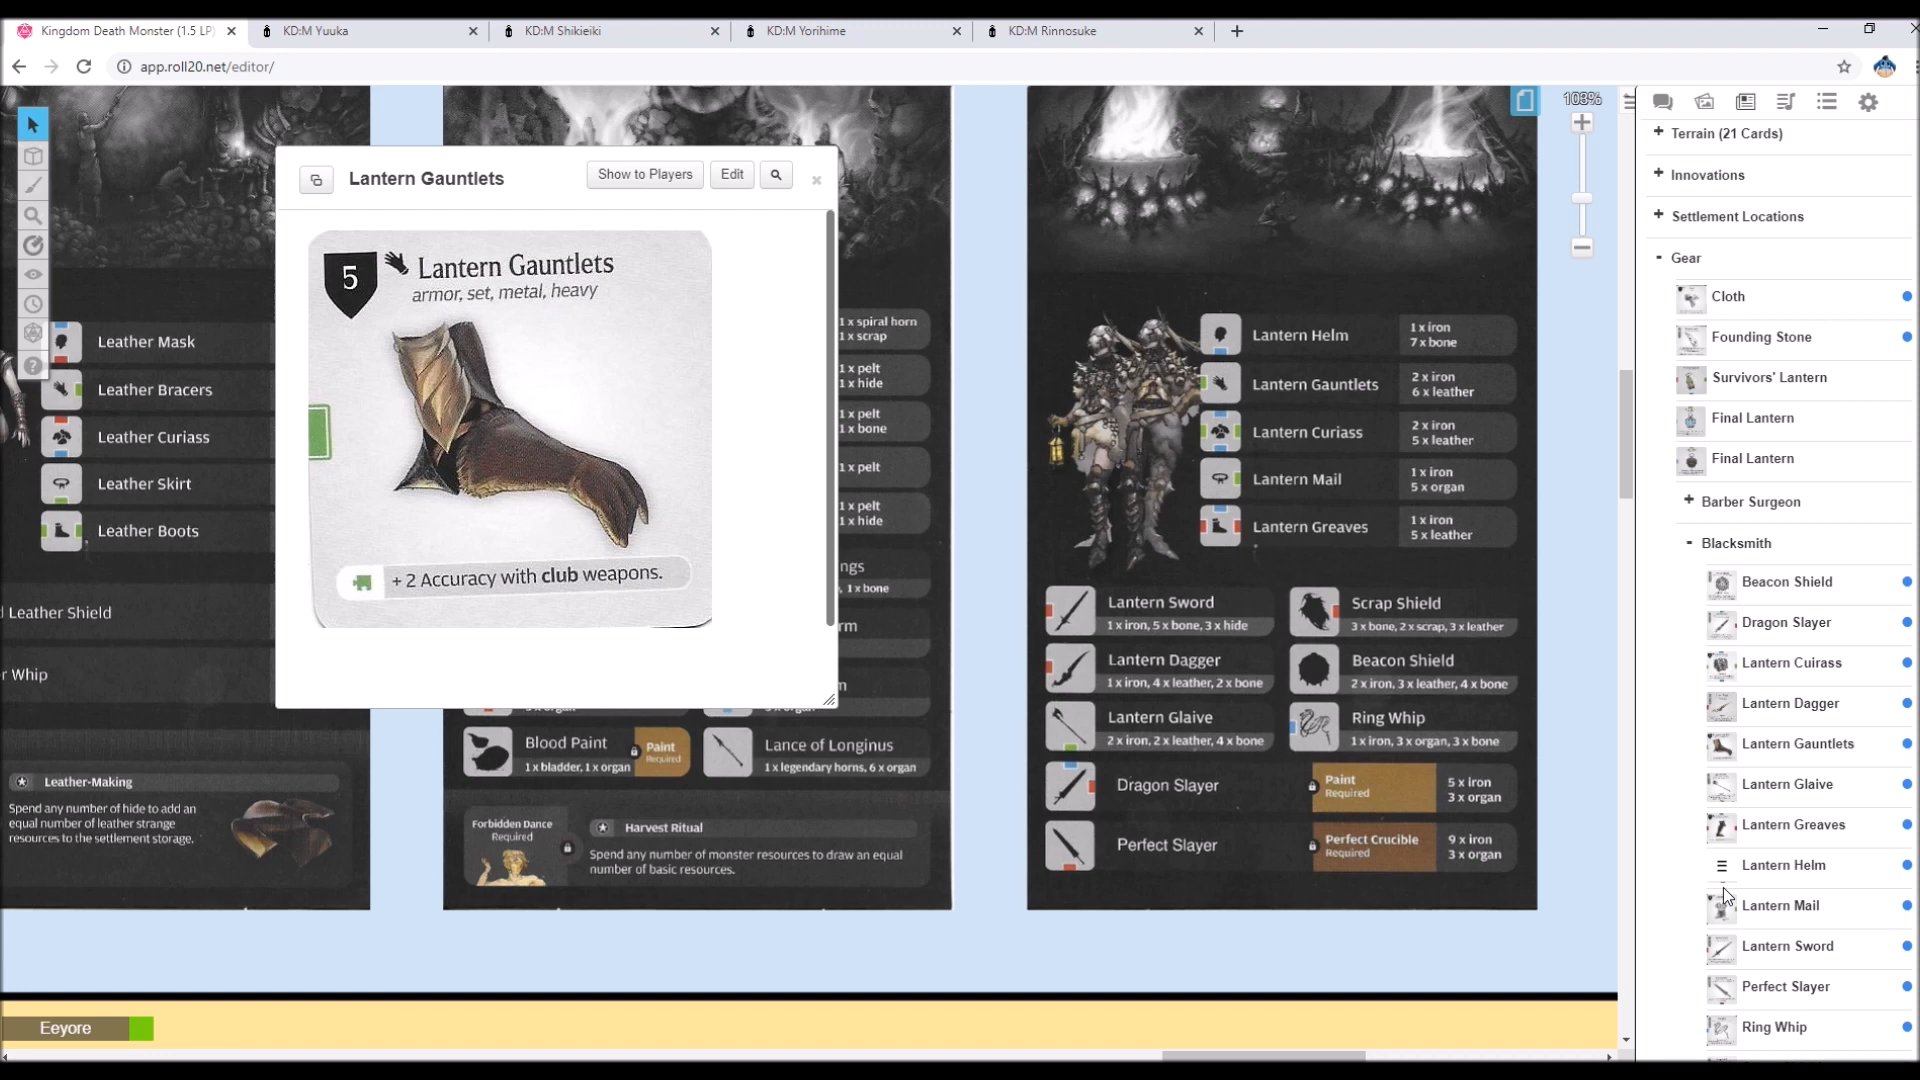 Kingdom Death Monster (1.5 LP)
KD:M Yuuka
KD:M Shikieiki
KD:M Yorihime
KD:M Rinnosuke
app.roll20.net/editor/
108%
Lantern Gauntlets
Show to Players
Edit
5
Lantern Gauntlets
armor, set, metal, heavy
+ 2 Accuracy with club weapons.
Leather Mask
Leather Bracers
Leather Curiass
Leather Skirt
Leather Boots
d Leather Shield
r Whip
Leather-Making
Spend any number of hide to add an
equal number of leather strange
resources to the settlement storage.
1 x spiral horn
1 x scrap
1 x pelt
1 x hide
1 x pelt
1 x bone
1 x pelt
1 x pelt
1 x hide
ngs
, 1 x bone
rm
m
Blood Paint
1 x bladder, 1 x organ
Paint
Required
Lance of Longinus
1 x legendary horns, 6 x organ
Forbidden Dance
Required
Harvest Ritual
Spend any number of monster resources to draw an equal
number of basic resources.
Lantern Helm
1 x iron
7 x bone
Lantern Gauntlets
2 x iron
6 x leather
Lantern Curiass
2 x iron
5 x leather
Lantern Mail
1 x iron
5 x organ
Lantern Greaves
1 x iron
5 x leather
Lantern Sword
1 x iron, 5 x bone, 3 x hide
Scrap Shield
3 x bone, 2 x scrap, 3 x leather
Lantern Dagger
1 x iron, 4 x leather, 2 x bone
Beacon Shield
2 x iron, 3 x leather, 4 x bone
Lantern Glaive
2 x iron, 2 x leather, 4 x bone
Ring Whip
1 x iron, 3 x organ, 3 x bone
Dragon Slayer
Paint
Required
5 x iron
3 x organ
Perfect Slayer
Perfect Crucible
Required
9 x iron
3 x organ
Eeyore
Terrain (21 Cards)
Innovations
Settlement Locations
Gear
Cloth
Founding Stone
Survivors' Lantern
Final Lantern
Final Lantern
Barber Surgeon
Blacksmith
Beacon Shield
Dragon Slayer
Lantern Cuirass
Lantern Dagger
Lantern Gauntlets
Lantern Glaive
Lantern Greaves
Lantern Helm
Lantern Mail
Lantern Sword
Perfect Slayer
Ring Whip